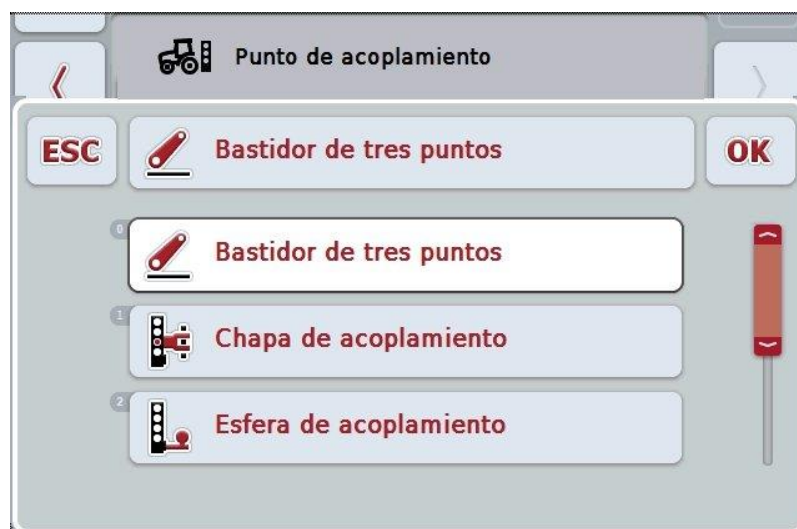 Punto de acoplamiento
ESC
Bastidor de tres puntos
OK
0
Bastidor de tres puntos
1
Chapa de acoplamiento
2
Esfera de acoplamiento